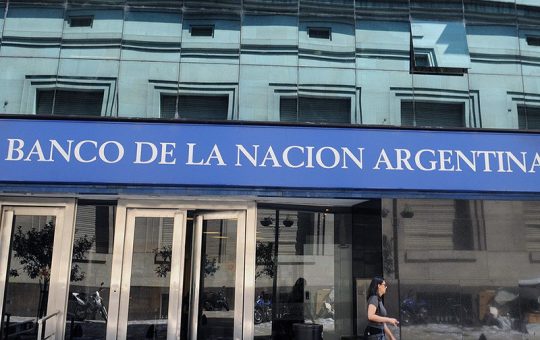 BANCO DE LA NACION ARGENTINA